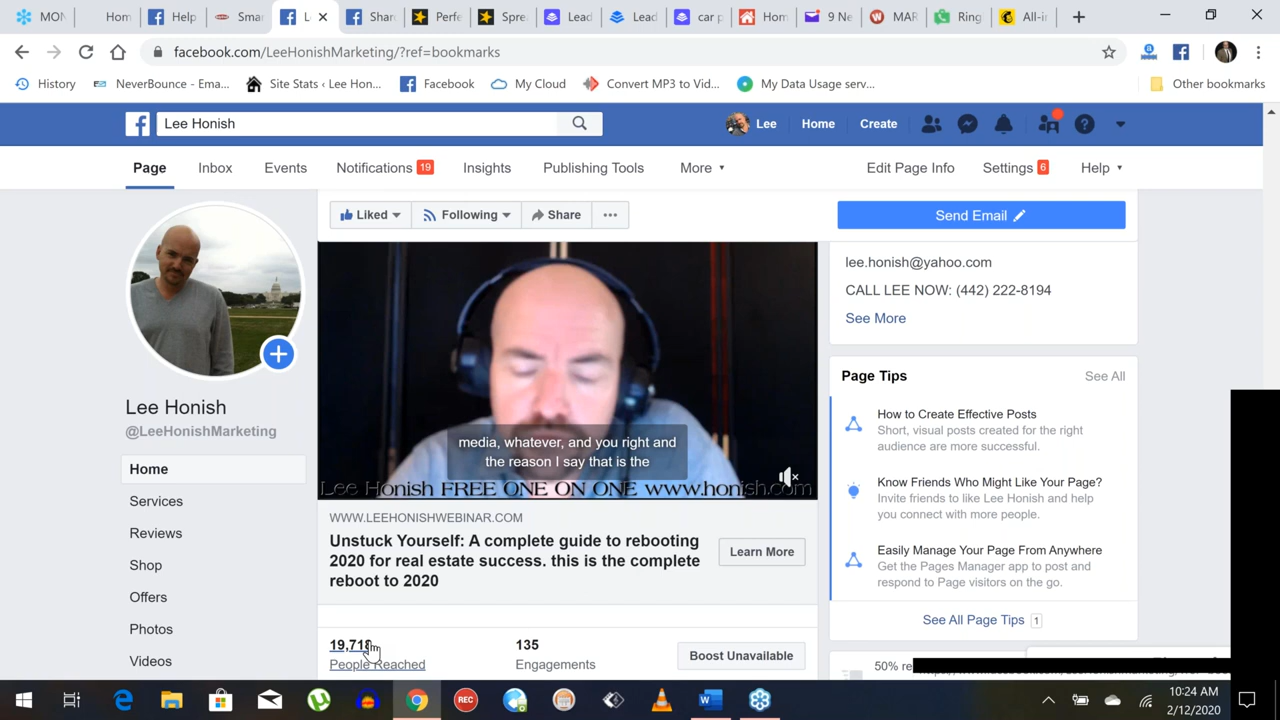 MON
Hom
Help
Sma
L
Shar
Perfe
Spre
Lead
Lead
car p
Hom
9 Ne
MAR
Ring
All-i
facebook.com/LeeHonishMarketing/?ref=bookmarks
History
NeverBounce - Ema...
Site Stats ‹ Lee Hon...
Facebook
My Cloud
Convert MP3 to Vid...
My Data Usage serv...
Other bookmarks
Lee Honish
Lee
Home
Create
Page
Inbox
Events
Notifications 19
Insights
Publishing Tools
More
Edit Page Info
Settings 6
Help
Liked
Following
Share
Send Email
lee.honish@yahoo.com
CALL LEE NOW: (442) 222-8194
See More
Page Tips
See All
How to Create Effective Posts
Short, visual posts created for the right
audience are more successful.
Know Friends Who Might Like Your Page?
Invite friends to like Lee Honish and help
you connect with more people.
Easily Manage Your Page From Anywhere
Get the Pages Manager app to post and
respond to Page visitors on the go.
See All Page Tips 1
50% re
Lee Honish
@LeeHonishMarketing
Home
Services
Reviews
Shop
Offers
Photos
Videos
media, whatever, and you right and
the reason I say that is the
Lee Honish FREE ONE ON ONE www.honish.com
WWW.LEEHONISHWEBINAR.COM
Unstuck Yourself: A complete guide to rebooting
2020 for real estate success. this is the complete
reboot to 2020
Learn More
19,718
People Reached
135
Engagements
Boost Unavailable
REC
10:24 AM
2/12/2020